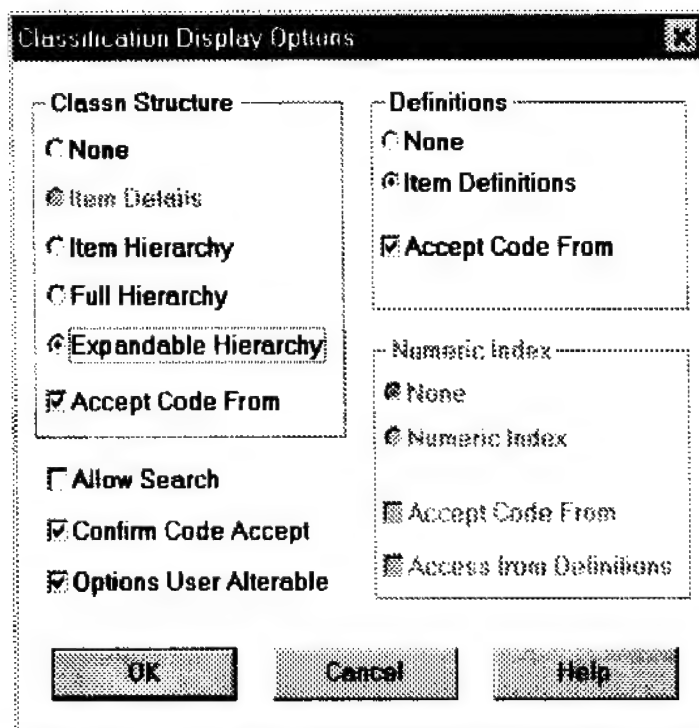 Classification Display Options
Classn Structure
None
Item Details
Item Hierarchy
Full Hierarchy
Expandable Hierarchy
Accept Code From
Allow Search
Confirm Code Accept
Options User Alterable
Definitions
None
Item Definitions
Accept Code From
Numeric Index
None
Numeric Index
Accept Code From
Access from Definitions
OK
Cancel
Help